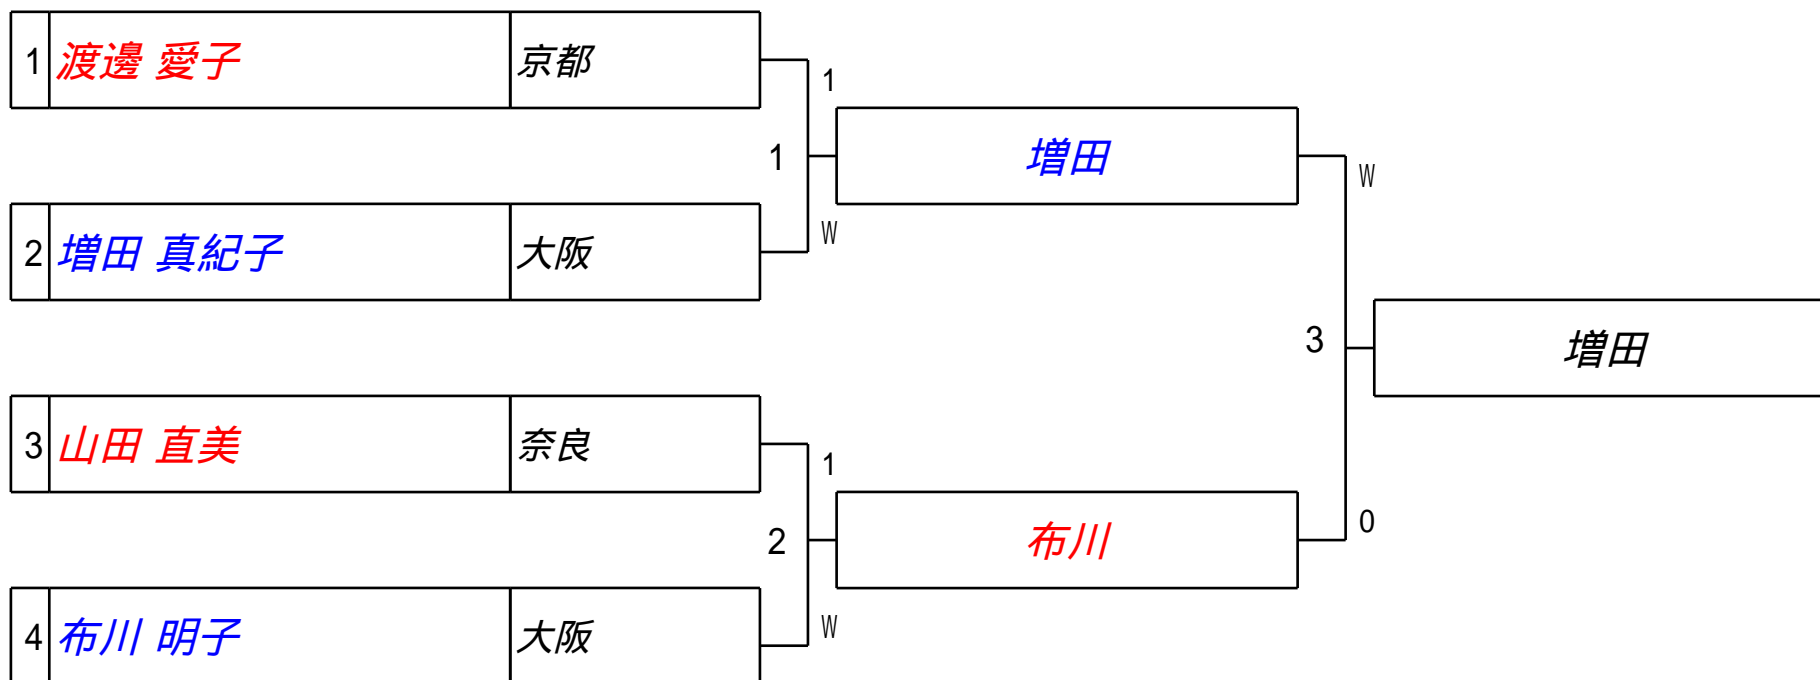 1 渡邊 愛子 京都
1
1 増田
W
2 増田 真紀子 大阪
W
3 増田
3 山田 直美 奈良
1
2 布川
0
4 布川 明子 大阪
W